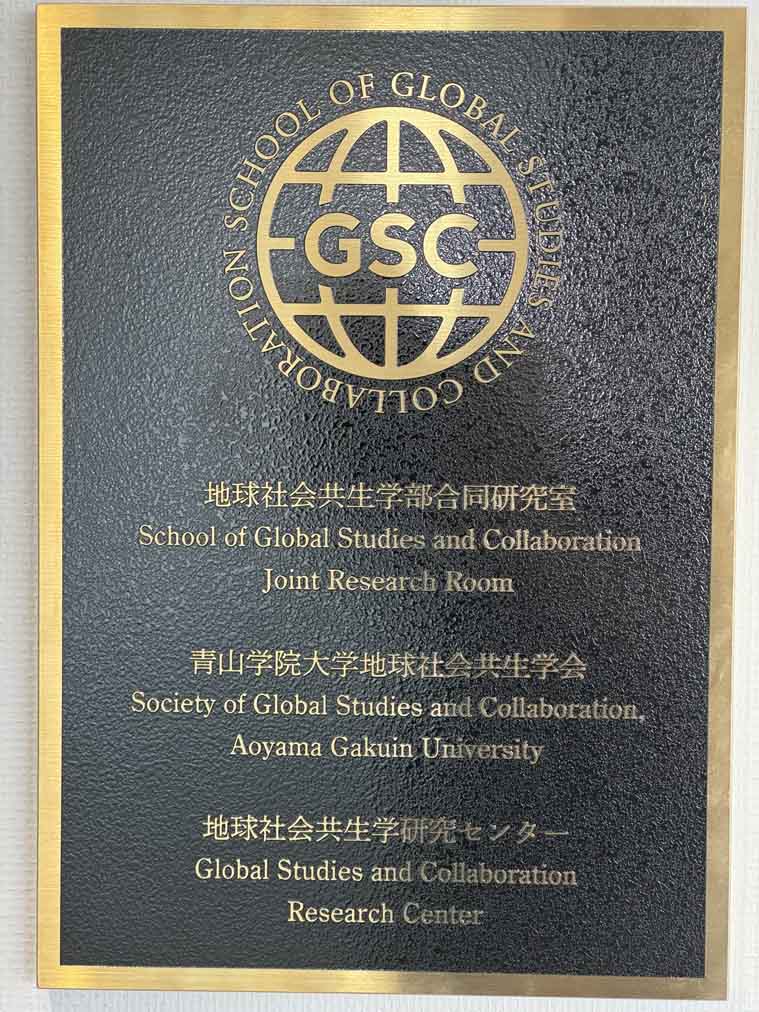 SCHOOL OF GLOBAL STUDIES AND COLLABORATION
GSC
地球社会共生学部合同研究室
School of Global Studies and Collaboration
Joint Research Room
青山学院大学地球社会共生学会
Society of Global Studies and Collaboration,
Aoyama Gakuin University
地球社会共生学研究センター
Global Studies and Collaboration
Research Center